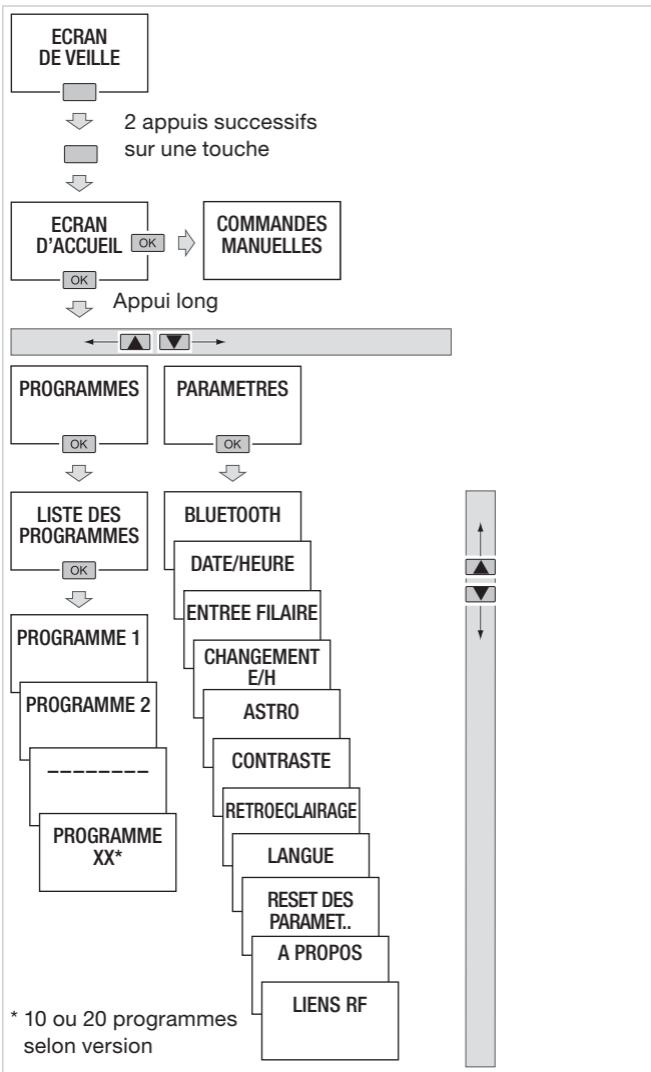 ECRAN
DE VEILLE
2 appuis successifs
sur une touche
ECRAN
D'ACCUEIL
OK
COMMANDES
MANUELLES
OK
Appui long
PROGRAMMES
OK
PARAMETRES
OK
LISTE DES
PROGRAMMES
OK
PROGRAMME 1
PROGRAMME 2
--------
PROGRAMME
XX*
BLUETOOTH
DATE/HEURE
ENTREE FILAIRE
CHANGEMENT
E/H
ASTRO
CONTRASTE
RETROECLAIRAGE
LANGUE
RESET DES
PARAMET..
A PROPOS
LIENS RF
* 10 ou 20 programmes
selon version